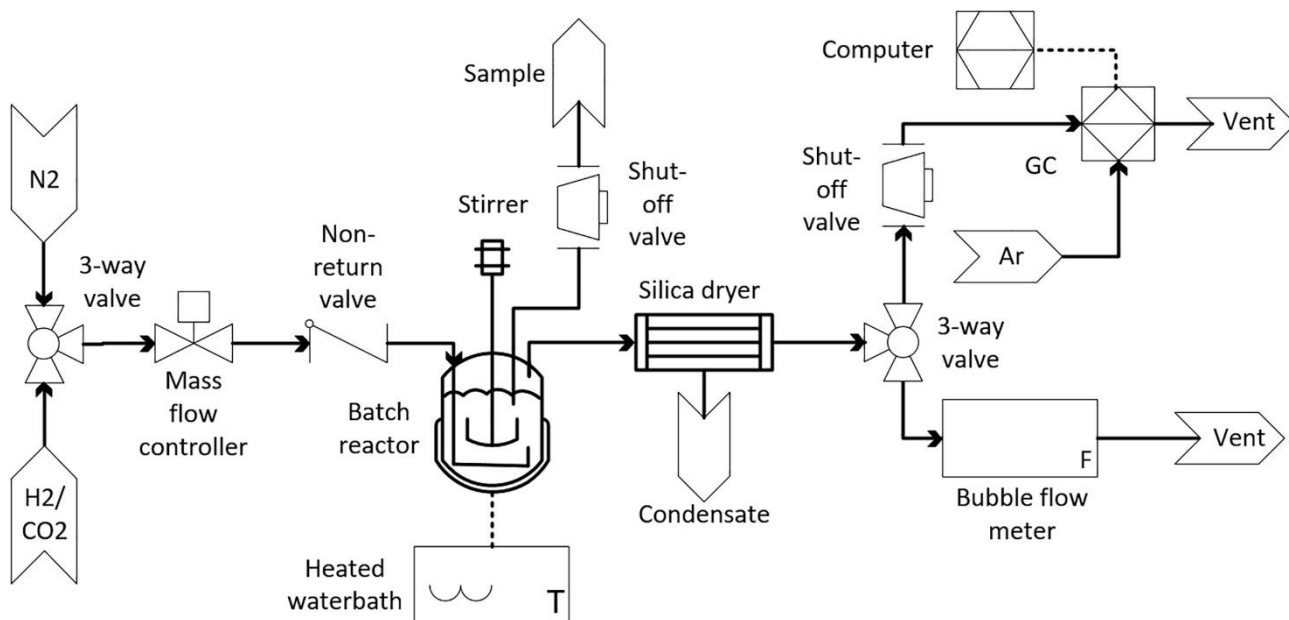 Computer
Sample
Vent
N2
Shut-
off
valve
GC
Shut-
off
valve
Stirrer
Non-
return
valve
3-way
valve
Ar
Silica dryer
3-way
valve
Mass
flow
controller
Batch
reactor
Vent
F
H2/
CO2
Condensate
Bubble flow
meter
Heated
waterbath
T